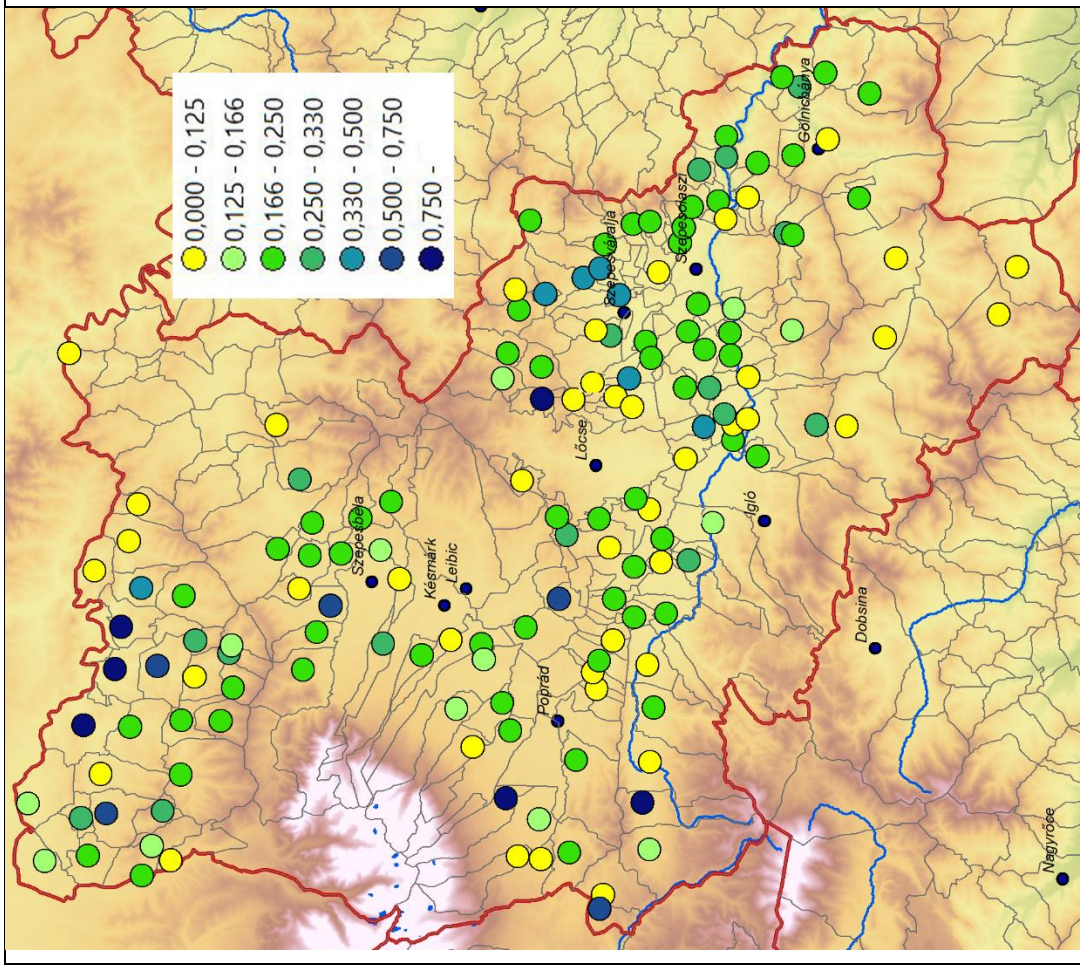 0,000 - 0,125
0,125 - 0,166
0,166 - 0,250
0,250 - 0,330
0,330 - 0,500
0,500 - 0,750
0,750 -
Szepesbéla
Késmárk
Leibic
Poprád
Lőcse
Igló
Szepesváralja
Szepesolaszi
Gölnicbánya
Dobsina
Nagyrőce